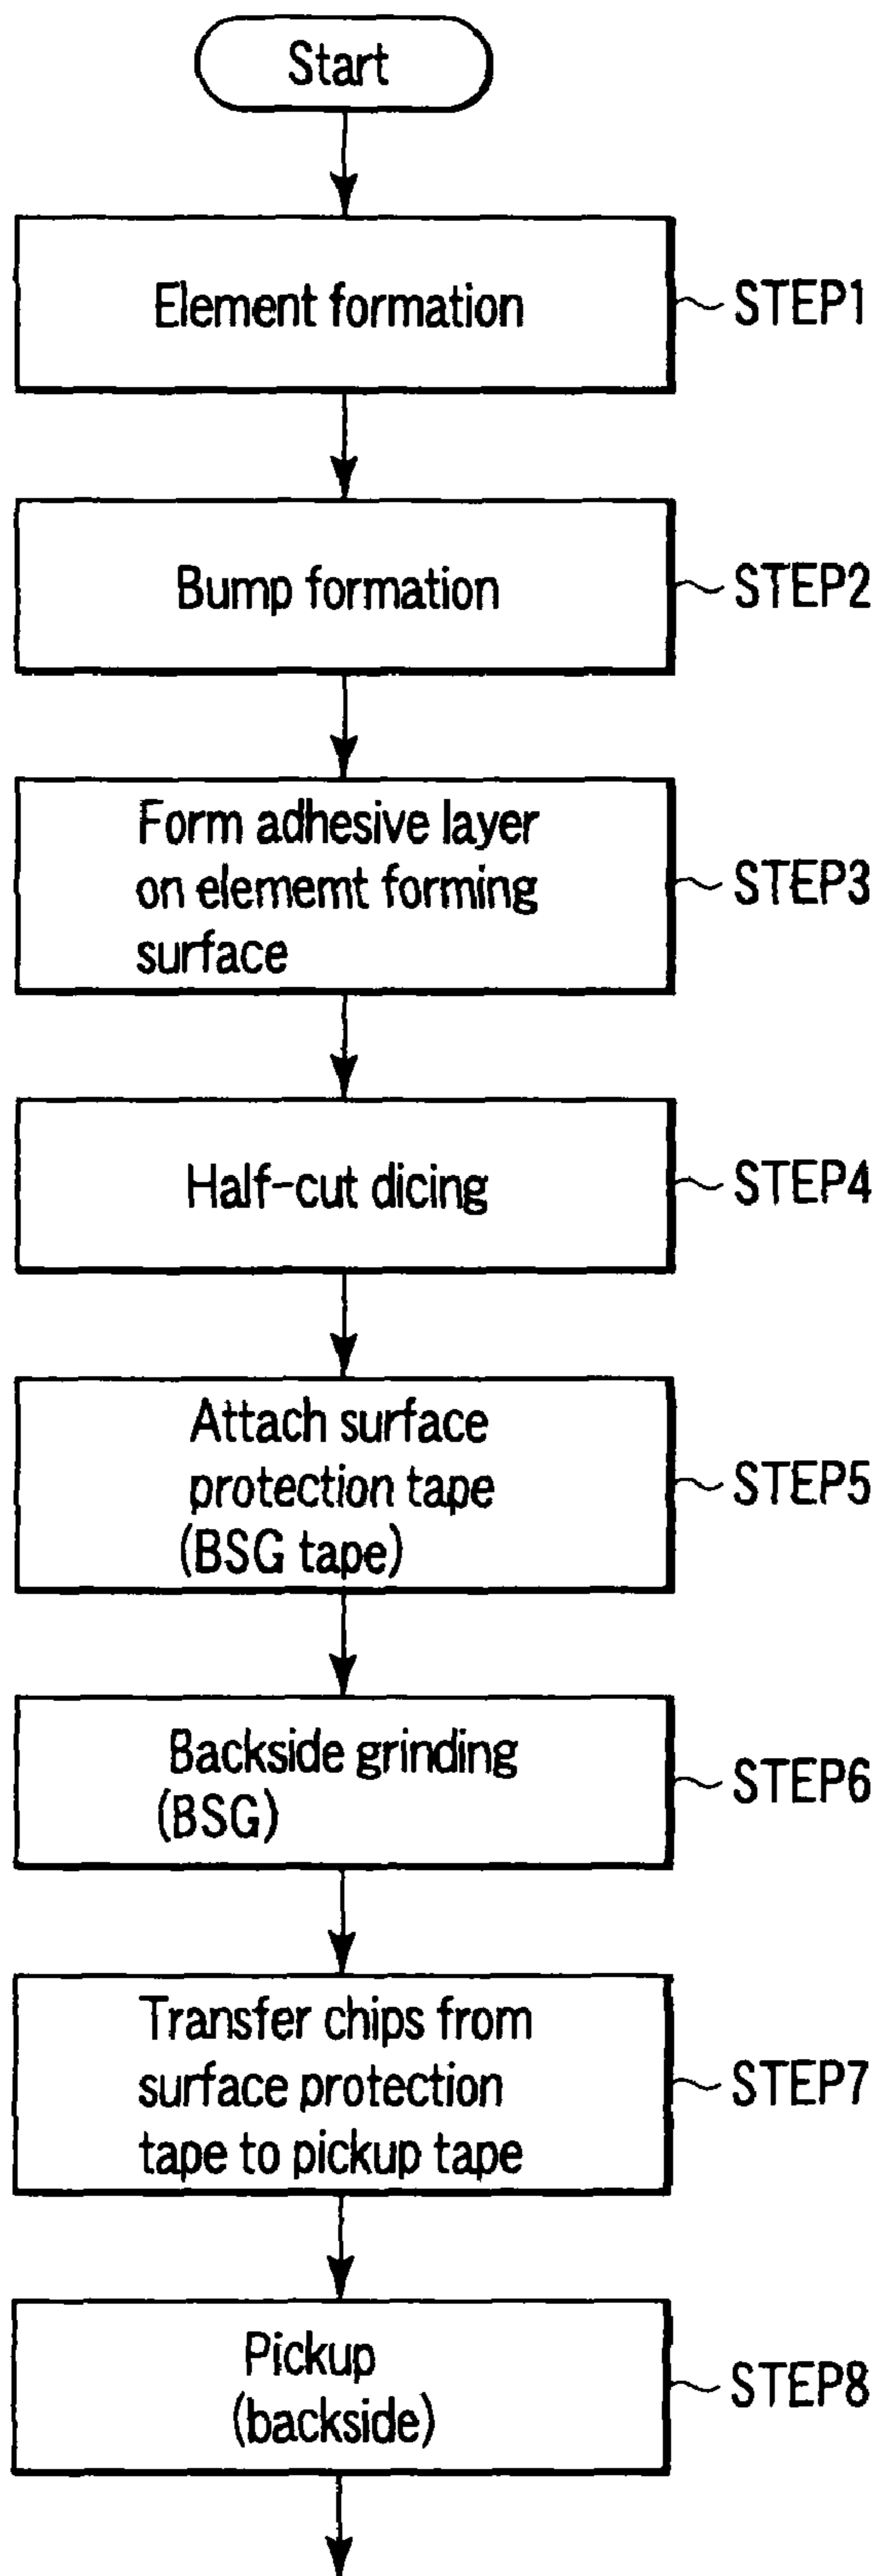 Start
Element formation
STEP1
Bump formation
STEP2
Form adhesive layer
on elememt forming
surface
STEP3
Half-cut dicing
STEP4
Attach surface
protection tape
(BSG tape)
STEP5
Backside grinding
(BSG)
STEP6
Transfer chips from
surface protection
tape to pickup tape
STEP7
Pickup
(backside)
STEP8